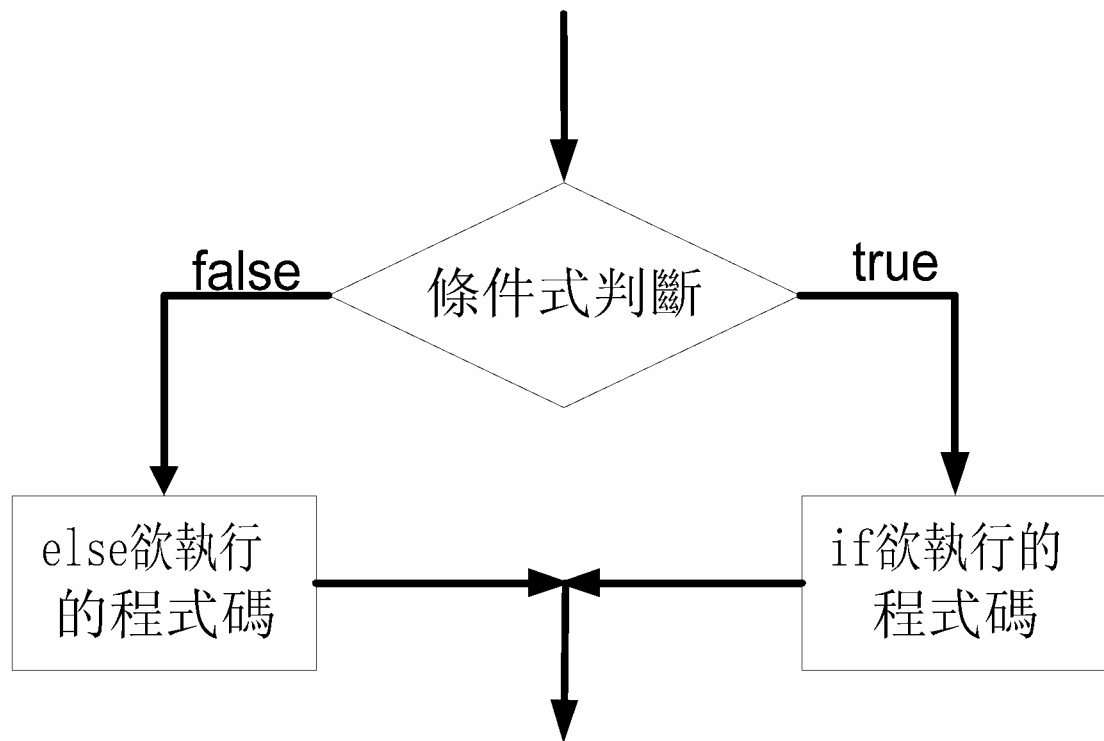 false
條件式判斷
true
else欲執行
的程式碼
if欲執行的
程式碼